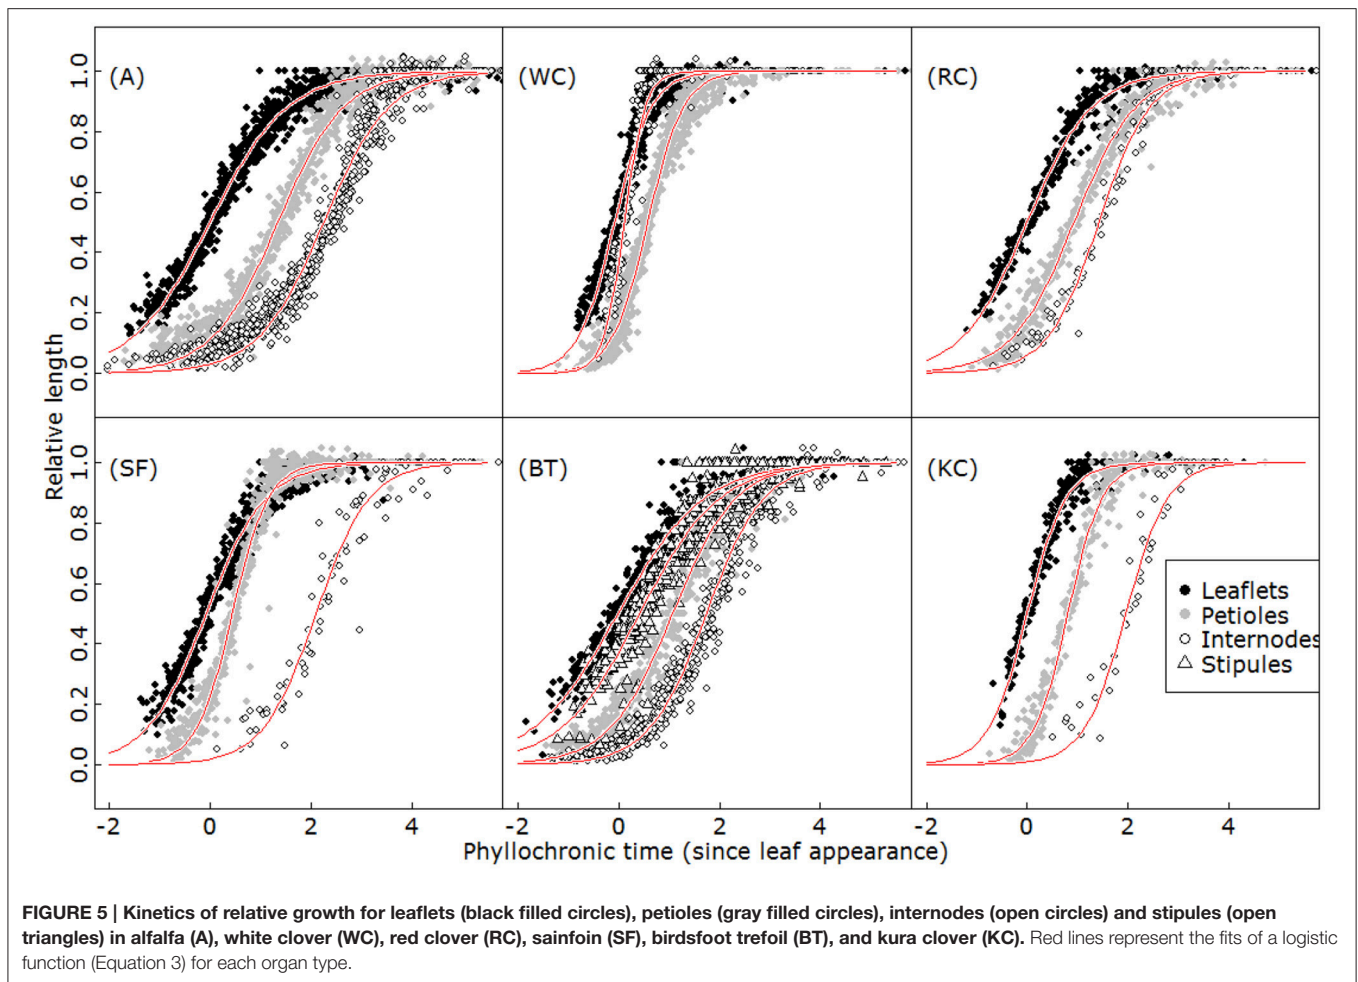 (A)
(WC)
(RC)
1.0
0.8
0.6
0.4
0.2
0.0
(SF)
(BT)
(KC)
1.0
0.8
0.6
0.4
0.2
0.0
Relative length
Leaflets
Petioles
Internodes
Stipules
-2 0 2 4
-2 0 2 4
-2 0 2 4
Phyllochronic time (since leaf appearance)
FIGURE 5 | Kinetics of relative growth for leaflets (black filled circles), petioles (gray filled circles), internodes (open circles) and stipules (open
triangles) in alfalfa (A), white clover (WC), red clover (RC), sainfoin (SF), birdsfoot trefoil (BT), and kura clover (KC). Red lines represent the fits of a logistic
function (Equation 3) for each organ type.